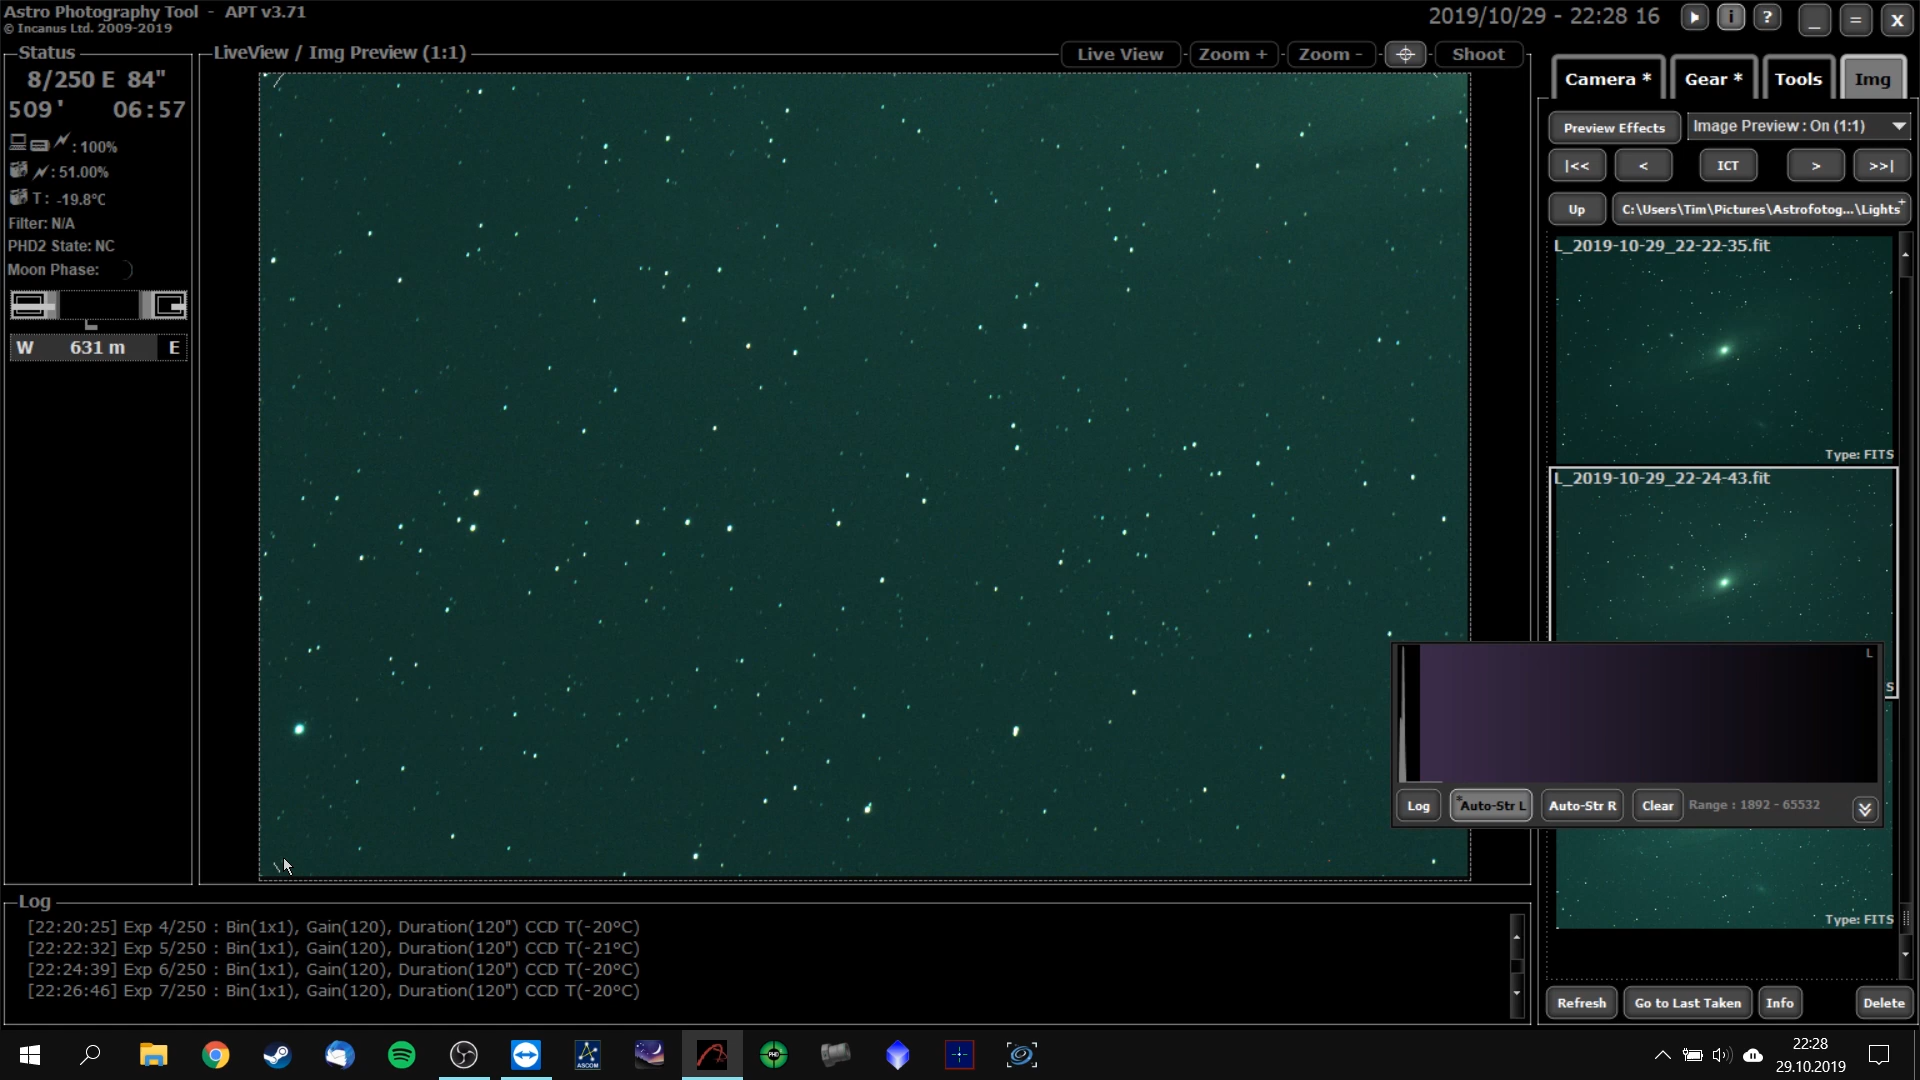 Astro Photography Tool - APT v3.71
© Incanus Ltd. 2009-2019
2019/10/29 - 22:28 16
i
?
_
=
X
Status
8/250 E 84"
509' 06:57
: 100%
: 51.00%
T: -19.8°C
Filter: N/A
PHD2 State: NC
Moon Phase:
W 631 m E
LiveView / Img Preview (1:1)
Live View
Zoom +
Zoom -
Shoot
Camera *
Gear *
Tools
Img
Preview Effects
Image Preview : On (1:1)
|<<
<
ICT
>
>>|
Up
C:\Users\Tim\Pictures\Astrofotog...\Lights
+
L_2019-10-29_22-22-35.fit
Type: FITS
L_2019-10-29_22-24-43.fit
S
L
Log
*Auto-Str L
Auto-Str R
Clear
Range : 1892 - 65532
Type: FITS
Refresh
Go to Last Taken
Info
Delete
Log
[22:20:25] Exp 4/250 : Bin(1x1), Gain(120), Duration(120") CCD T(-20°C)
[22:22:32] Exp 5/250 : Bin(1x1), Gain(120), Duration(120") CCD T(-21°C)
[22:24:39] Exp 6/250 : Bin(1x1), Gain(120), Duration(120") CCD T(-20°C)
[22:26:46] Exp 7/250 : Bin(1x1), Gain(120), Duration(120") CCD T(-20°C)
ASCOM
PHD
22:28
29.10.2019